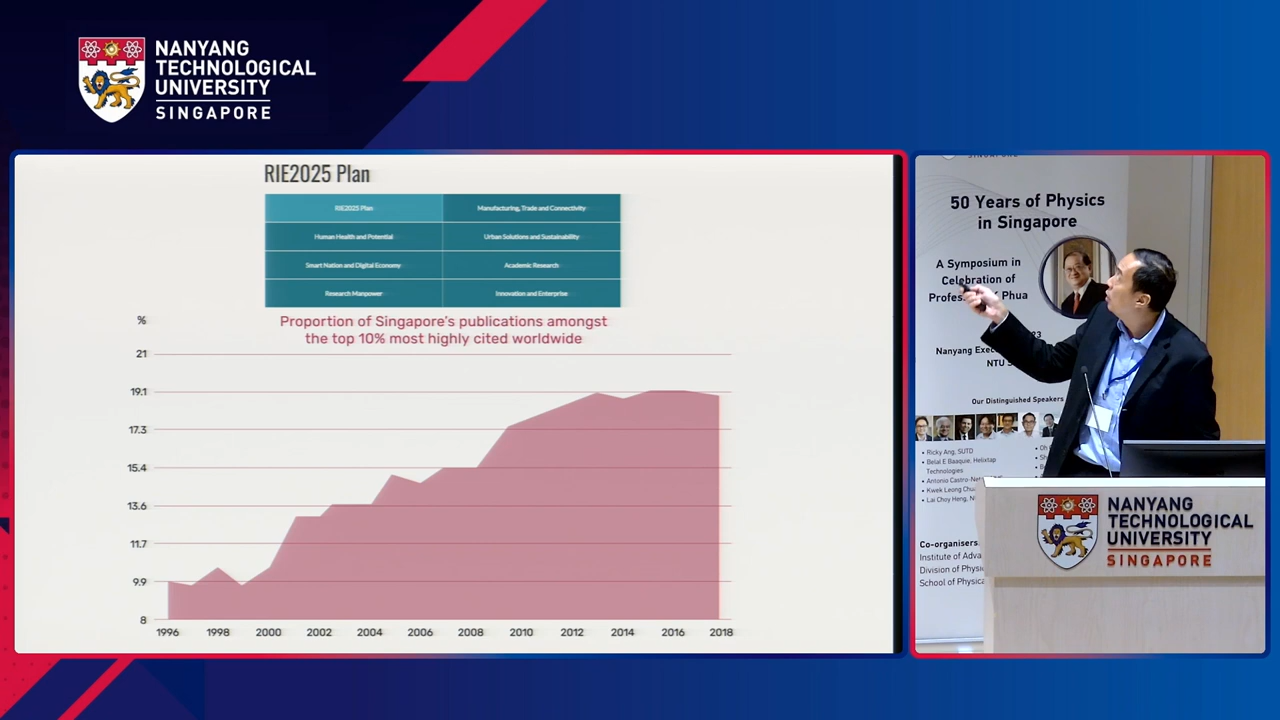 NANYANG
TECHNOLOGICAL
UNIVERSITY
SINGAPORE
RIE2025 Plan
RIE2025 Plan
Manufacturing, Trade and Connectivity
Human Health and Potential
Urban Solutions and Sustainability
Smart Nation and Digital Economy
Academic Research
Research Manpower
Innovation and Enterprise
%
Proportion of Singapore's publications amongst
the top 10% most highly cited worldwide
21
19.1
17.3
15.4
13.6
11.7
9.9
8
1996 1998 2000 2002 2004 2006 2008 2010 2012 2014 2016 2018
50 Years of Physics
in Singapore
A Symposium in
Celebration of
Phua
Nanyang
NTU
Our Distinguished Speakers
• Ricky Ang, SUTD
• Belal E Baaquie, Helixtap
Technologies
• Antonio
• Kwek Leong
• Lai Choy Heng,
Co-organisers
Institute of
Division of
School of
NANYANG
TECHNOLOGICAL
UNIVERSITY
SINGAPORE